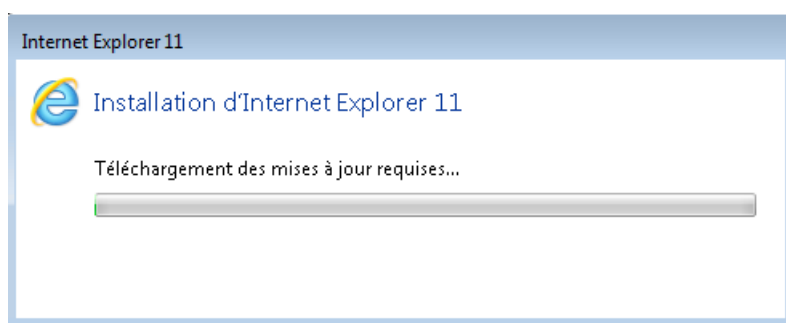 Internet Explorer 11
Installation d'Internet Explorer 11
Téléchargement des mises à jour requises...